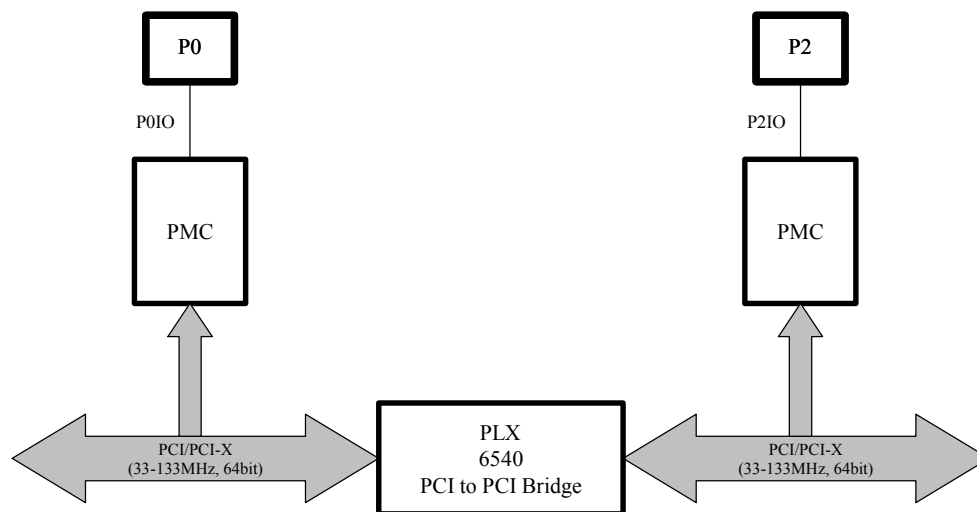 P0
P2
P0IO
P2IO
PMC
PMC
PCI/PCI-X
(33-133MHz, 64bit)
PLX
6540
PCI to PCI Bridge
PCI/PCI-X
(33-133MHz, 64bit)